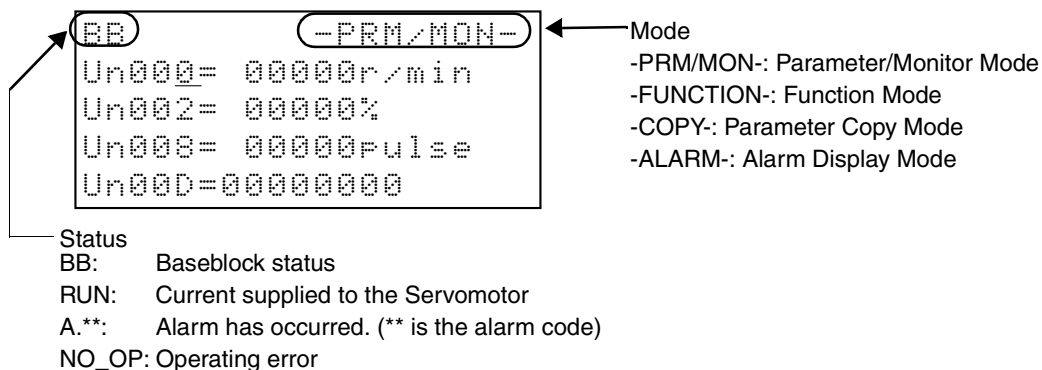 BB -PRM/MON-
Un000= 00000r/min
Un002= 00000%
Un008= 00000pulse
Un00D=00000000
Mode
-PRM/MON-: Parameter/Monitor Mode
-FUNCTION-: Function Mode
-COPY-: Parameter Copy Mode
-ALARM-: Alarm Display Mode
Status
BB: Baseblock status
RUN: Current supplied to the Servomotor
A.**: Alarm has occurred. (** is the alarm code)
NO_OP: Operating error